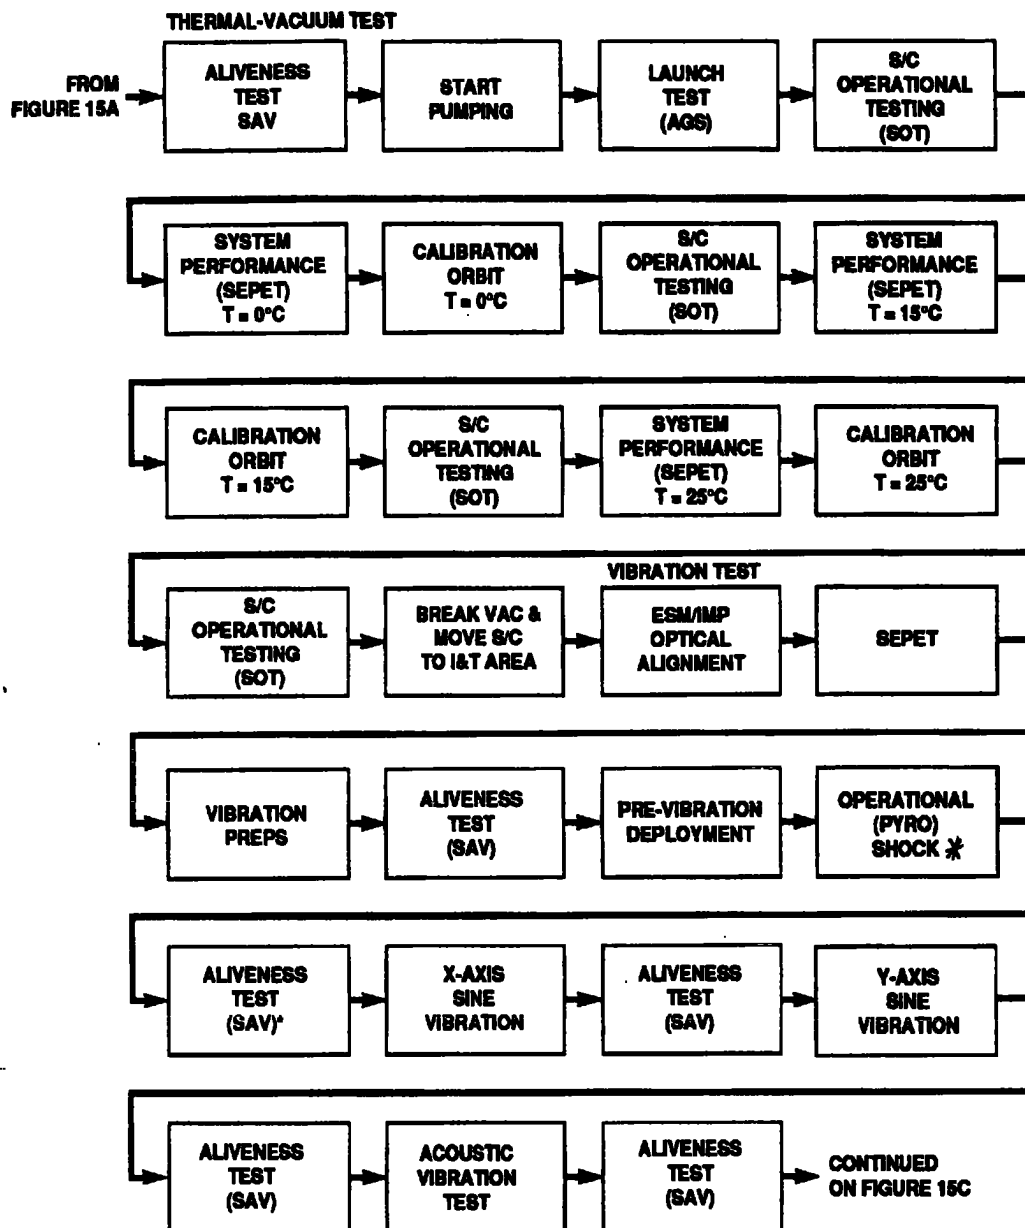 THERMAL-VACUUM TEST
FROM
FIGURE 15A
ALIVENESS
TEST
SAV
START
PUMPING
LAUNCH
TEST
(AGS)
S/C
OPERATIONAL
TESTING
(SOT)
SYSTEM
PERFORMANCE
(SEPET)
T = 0°C
CALIBRATION
ORBIT
T = 0°C
S/C
OPERATIONAL
TESTING
(SOT)
SYSTEM
PERFORMANCE
(SEPET)
T = 15°C
CALIBRATION
ORBIT
T = 15°C
S/C
OPERATIONAL
TESTING
(SOT)
SYSTEM
PERFORMANCE
(SEPET)
T = 25°C
CALIBRATION
ORBIT
T = 25°C
S/C
OPERATIONAL
TESTING
(SOT)
BREAK VAC &
MOVE S/C
TO I&T AREA
VIBRATION TEST
ESM/IMP
OPTICAL
ALIGNMENT
SEPET
VIBRATION
PREPS
ALIVENESS
TEST
(SAV)
PRE-VIBRATION
DEPLOYMENT
OPERATIONAL
(PYRO)
SHOCK *
ALIVENESS
TEST
(SAV)*
X-AXIS
SINE
VIBRATION
ALIVENESS
TEST
(SAV)
Y-AXIS
SINE
VIBRATION
ALIVENESS
TEST
(SAV)
ACOUSTIC
VIBRATION
TEST
ALIVENESS
TEST
(SAV)
CONTINUED
ON FIGURE 15C